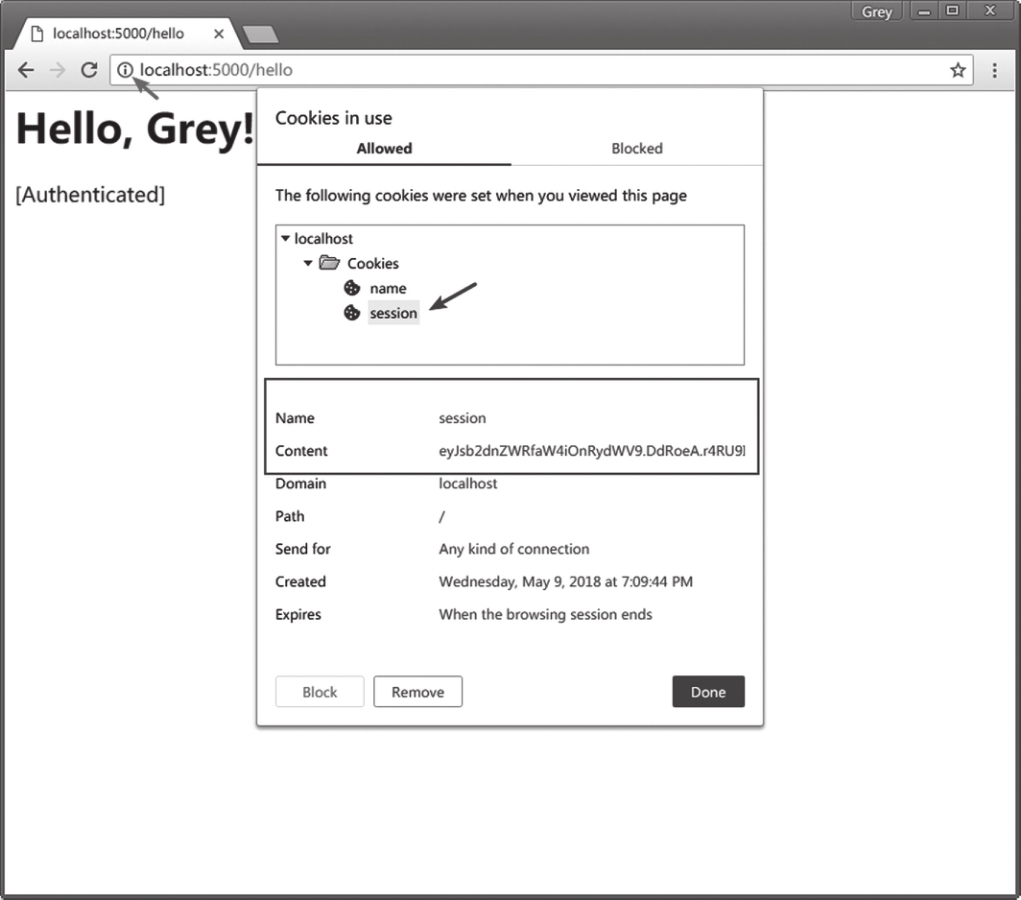 Grey
localhost:5000/hello
localhost:5000/hello
Hello, Grey!
[Authenticated]
Cookies in use
Allowed Blocked
The following cookies were set when you viewed this page
localhost
Cookies
name
session
Name session
Content eyJsb2dnZWRfaW4iOnRydWV9.DdRoeA.r4RU9
Domain localhost
Path /
Send for Any kind of connection
Created Wednesday, May 9, 2018 at 7:09:44 PM
Expires When the browsing session ends
Block Remove Done